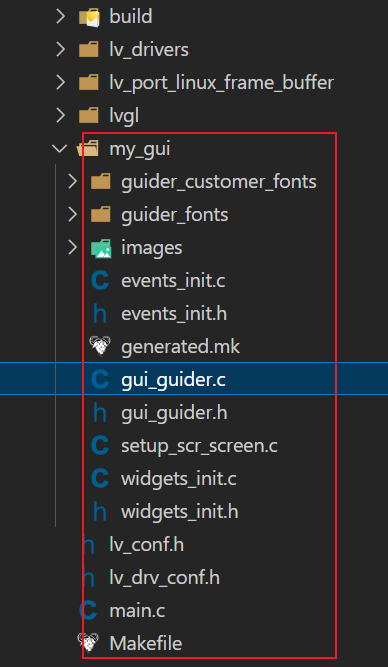 build
lv_drivers
lv_port_linux_frame_buffer
lvgl
my_gui
guider_customer_fonts
guider_fonts
images
C events_init.c
h events_init.h
generated.mk
C gui_guider.c
h gui_guider.h
C setup_scr_screen.c
C widgets_init.c
h widgets_init.h
h lv_conf.h
h lv_drv_conf.h
C main.c
Makefile